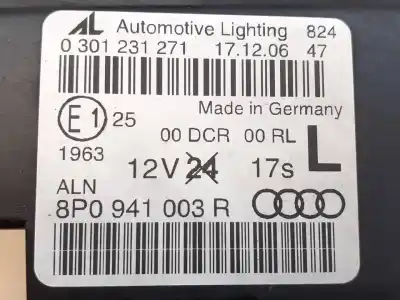 AL Automotive Lighting 824
0 301 231 271 17.12.06 47
Made in Germany
E1 25
00 DCR 00 RL
1963
12V 24 17s L
ALN
8P0 941 003 R